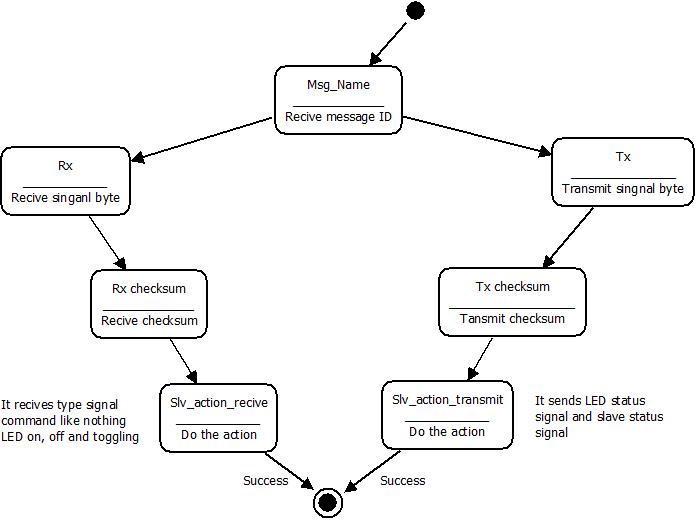 Msg_Name
Recive message ID
Rx
Recive singanl byte
Tx
Transmit singnal byte
Rx checksum
Recive checksum
Tx checksum
Tansmit checksum
It recives type signal
command like nothing
LED on, off and toggling
Slv_action_recive
Do the action
Slv_action_transmit
Do the action
It sends LED status
signal and slave status
signal
Success
Success